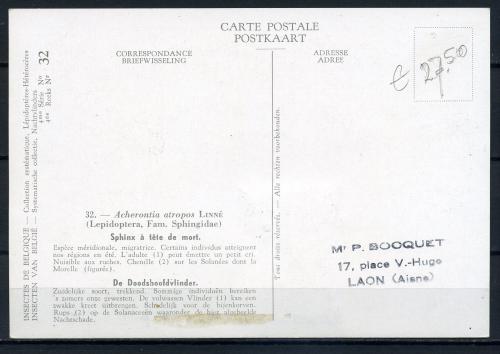 CARTE POSTALE
POSTKAART
CORRESPONDANCE
BRIEFWISSELING
ADRESSE
ADREE
€ 27,50
INSECTES DE BELGIQUE — Collection systématique, Lépidoptères-Hétérocères
INSECTEN VAN BELGIË — Systematische collectie, Nachtvlinders
4me Série No
4de Reeks Nr
32
32. — Acherontia atropos LINNÉ
(Lepidoptera, Fam. Sphingidae)
Sphinx à tête de mort.
Espèce méridionale, migratrice. Certains individus atteignent
nos régions en été. L'adulte (1) peut émettre un petit cri.
Nuisible aux ruches. Chenille (2) sur les Solanées dont la
Morelle (figurée).
De Doodshoofdvlinder.
Zuidelijke soort, trekkend. Sommige individuën bereiken
's zomers onze gewesten. De volwassen Vlinder (1) kan een
zwakke kreet uitbrengen. Schadelijk voor de bijenkorven.
Rups (2) op de Solanaceeën waaronder de hier afgebeelde
Nachtschade.
Tous droits réservés. — Alle rechten voorbehouden.
Mr P. BOCQUET
17, place V.-Hugo
LAON (Aisne)